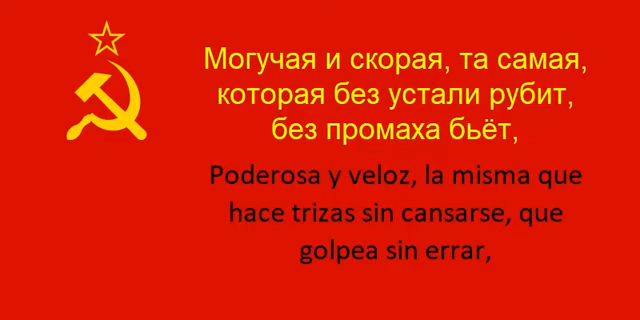 Могучая и скорая, та самая,
которая без устали рубит,
без промаха бьёт,
Poderosa y veloz, la misma que
hace trizas sin cansarse, que
golpea sin errar,